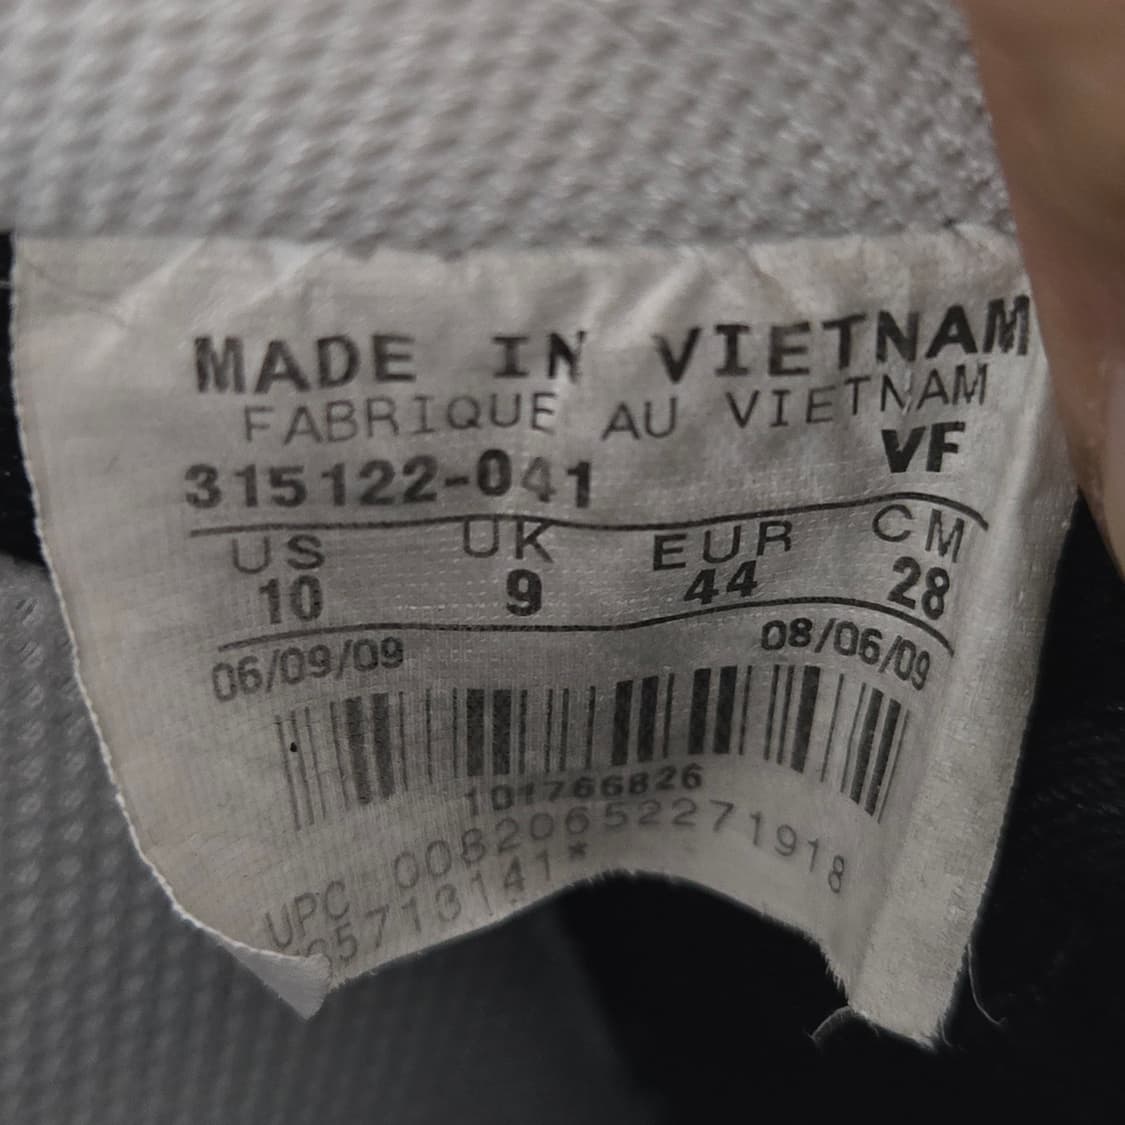 MADE IN VIETNAM
FABRIQUE AU VIETNAM
315122-041 VF
US UK EUR CM
10 9 44 28
06/09/09 08/06/09
101766826
UPC 00820652271918